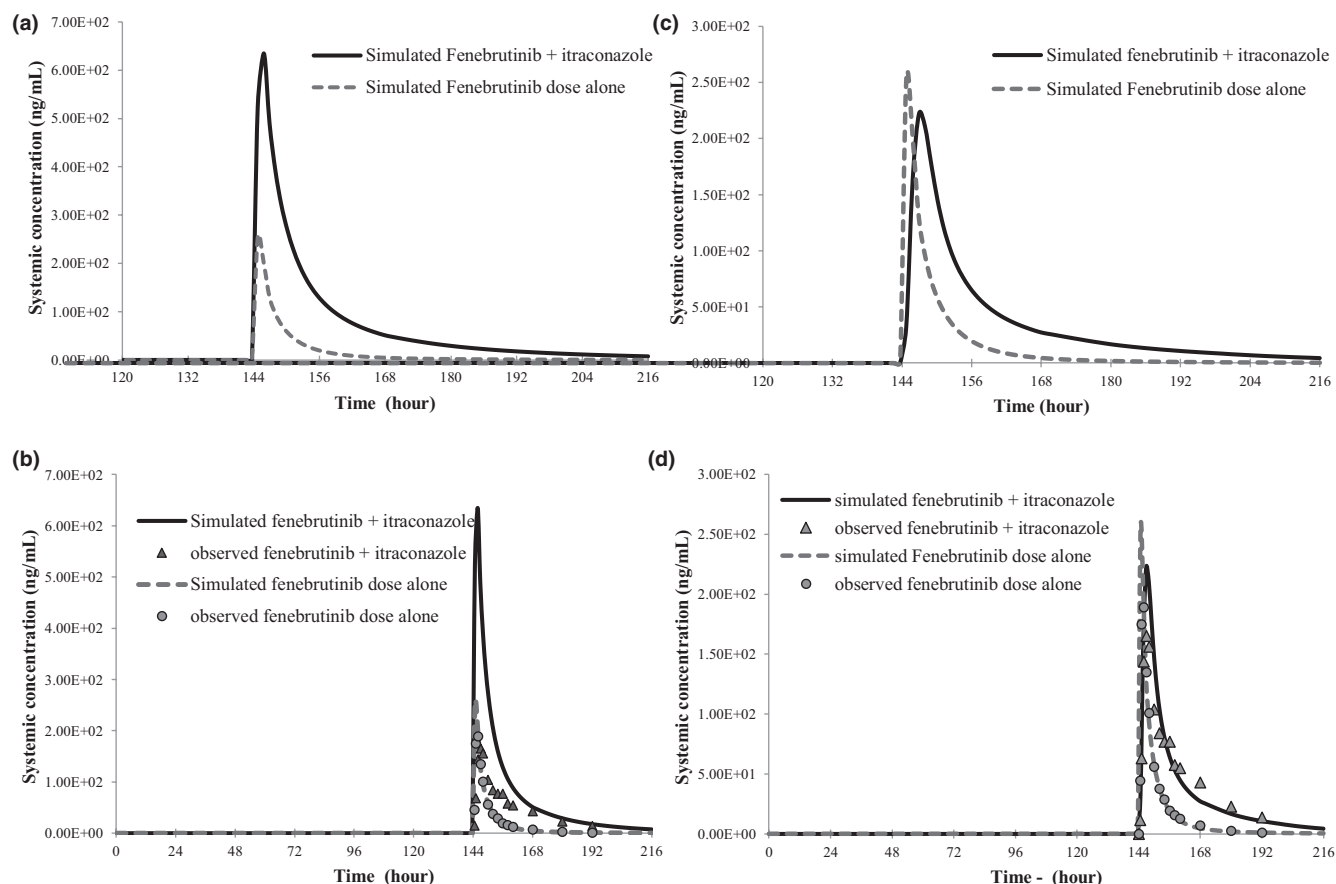 (a)
Systemic concentration (ng/mL)
7.00E+02
6.00E+02
5.00E+02
4.00E+02
3.00E+02
2.00E+02
1.00E+02
0.00E+00
Simulated Fenebrutinib + itraconazole
Simulated Fenebrutinib dose alone
120 132 144 156 168 180 192 204 216
Time (hour)
(c)
Systemic concentration (ng/mL)
3.00E+02
2.50E+02
2.00E+02
1.50E+02
1.00E+02
5.00E+01
0.00E+00
Simulated fenebrutinib + itraconazole
Simulated Fenebrutinib dose alone
120 132 144 156 168 180 192 204 216
Time (hour)
(b)
Systemic concentration (ng/mL)
7.00E+02
6.00E+02
5.00E+02
4.00E+02
3.00E+02
2.00E+02
1.00E+02
0.00E+00
Simulated fenebrutinib + itraconazole
observed fenebrutinib + itraconazole
Simulated fenebrutinib dose alone
observed fenebrutinib dose alone
0 24 48 72 96 120 144 168 192 216
Time (hour)
(d)
Systemic concentration (ng/mL)
3.00E+02
2.50E+02
2.00E+02
1.50E+02
1.00E+02
5.00E+01
0.00E+00
simulated fenebrutinib + itraconazole
observed fenebrutinib + itraconazole
simulated Fenebrutinib dose alone
observed fenebrutinib dose alone
0 24 48 72 96 120 144 168 192 216
Time - (hour)